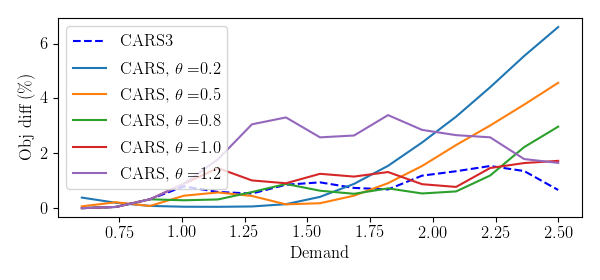 6
4
2
0
Obj diff (%)
CARS3
CARS, θ =0.2
CARS, θ =0.5
CARS, θ =0.8
CARS, θ =1.0
CARS, θ =1.2
0.75 1.00 1.25 1.50 1.75 2.00 2.25 2.50
Demand